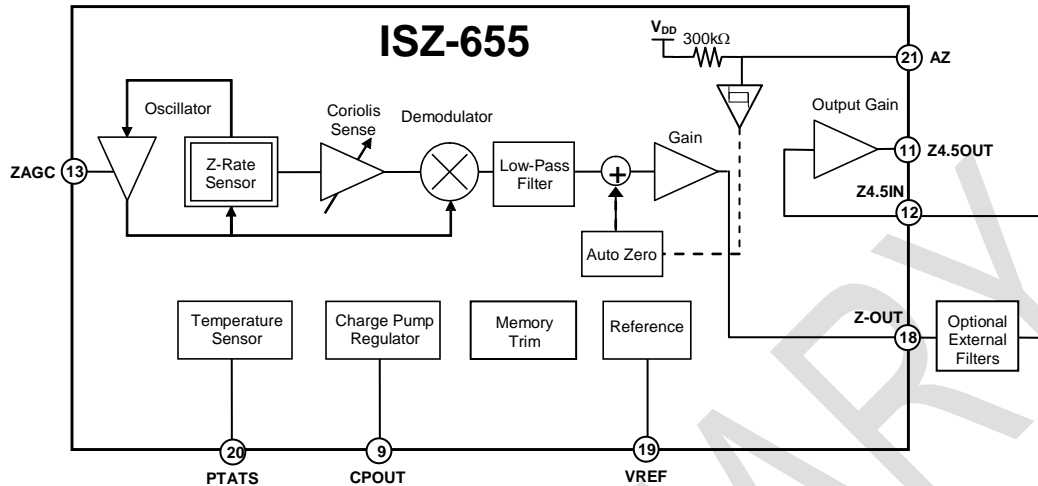 ISZ-655
VDD
300kΩ
21 AZ
Oscillator
Coriolis
Sense
Demodulator
Gain
Output Gain
ZAGC 13
Z-Rate
Sensor
Low-Pass
Filter
+
11 Z4.5OUT
Z4.5IN
12
Auto Zero
Temperature
Sensor
Charge Pump
Regulator
Memory
Trim
Reference
Z-OUT
18
Optional
External
Filters
20
PTATS
9
CPOUT
19
VREF